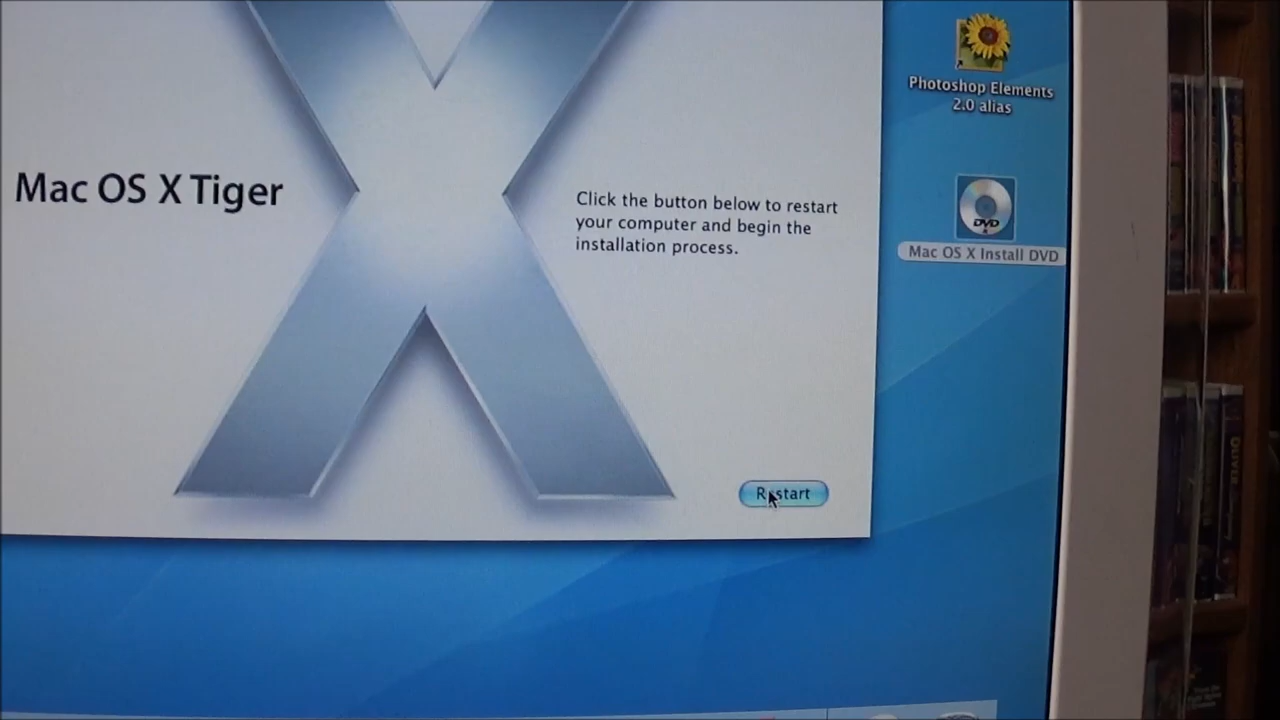 Mac OS X Tiger
Click the button below to restart
your computer and begin the
installation process.
Restart
Photoshop Elements
2.0 alias
DVD
Mac OS X Install DVD
OLIVER